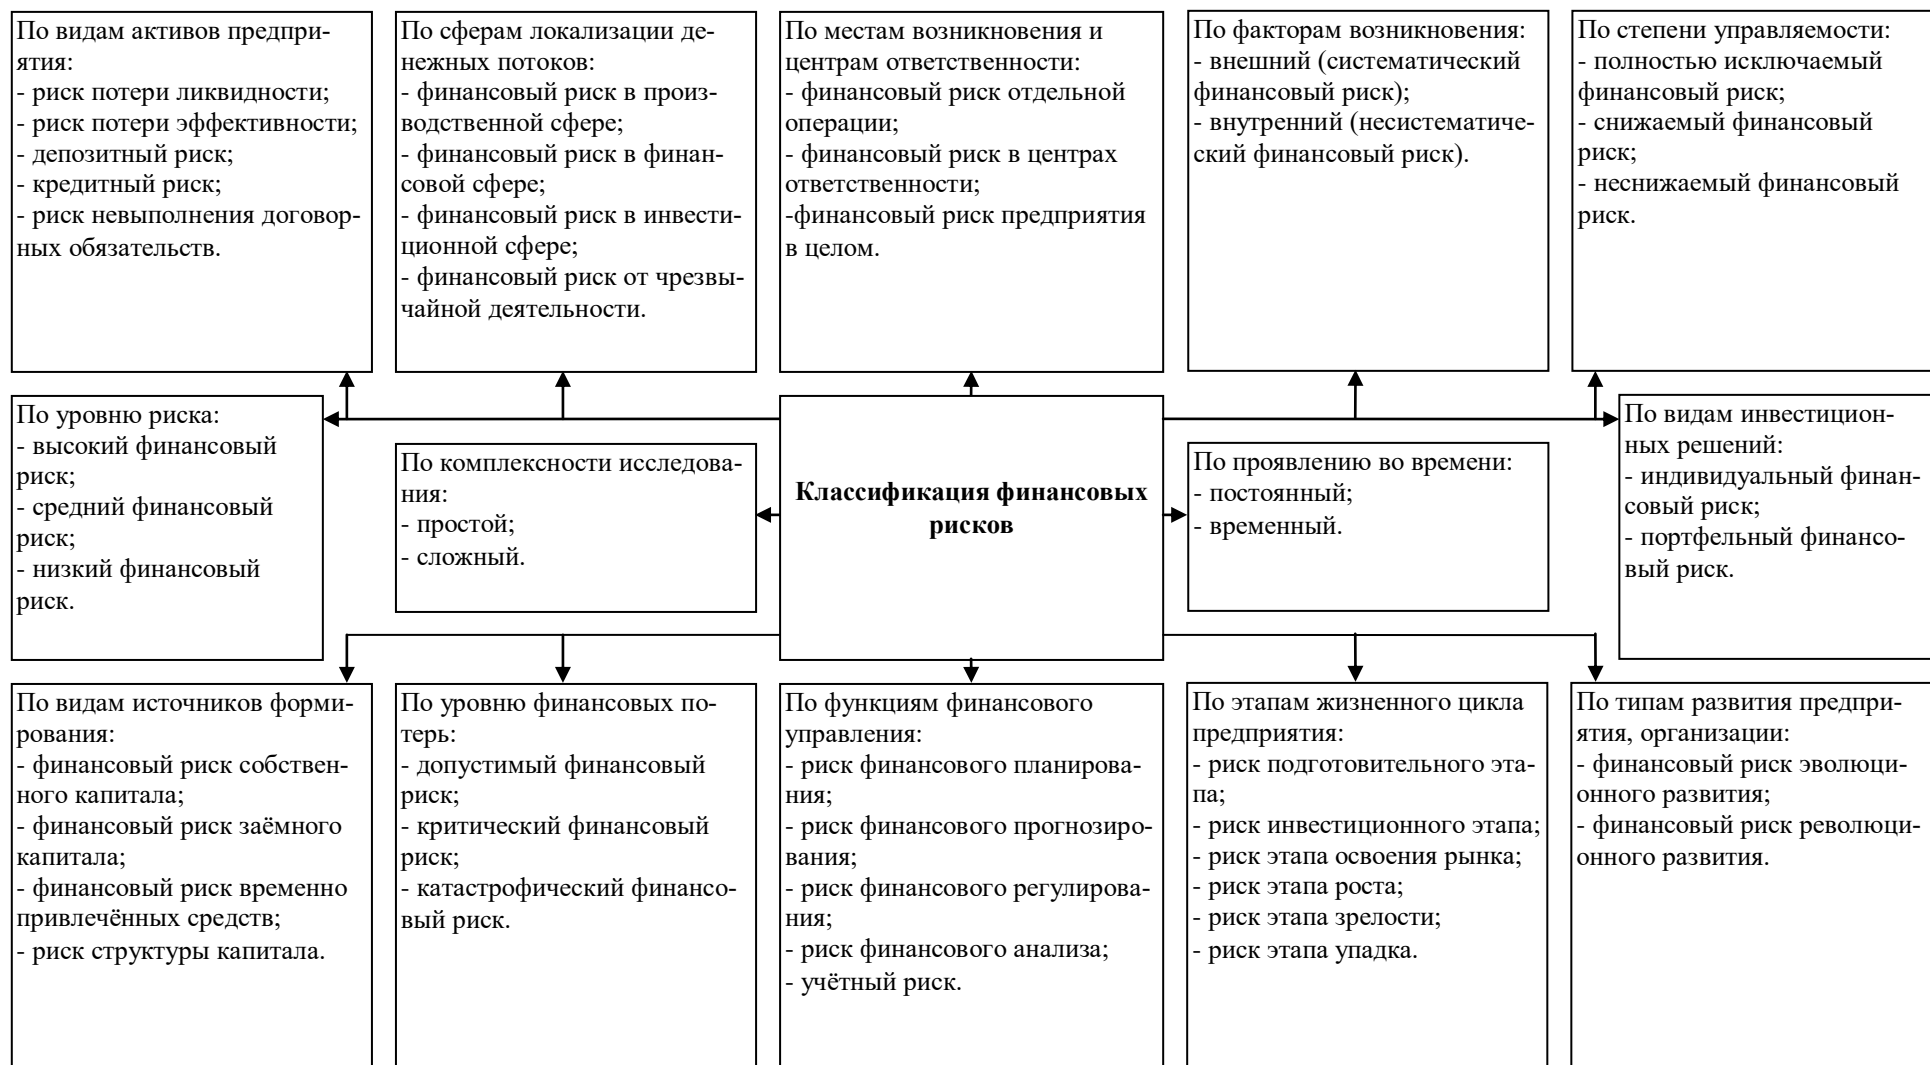 По видам активов предпри-
ятия:
- риск потери ликвидности;
- риск потери эффективности;
- депозитный риск;
- кредитный риск;
- риск невыполнения договор-
ных обязательств.
По сферам локализации де-
нежных потоков:
- финансовый риск в произ-
водственной сфере;
- финансовый риск в финан-
совой сфере;
- финансовый риск в инвести-
ционной сфере;
- финансовый риск от чрезвы-
чайной деятельности.
По местам возникновения и
центрам ответственности:
- финансовый риск отдельной
операции;
- финансовый риск в центрах
ответственности;
-финансовый риск предприятия
в целом.
По факторам возникновения:
- внешний (систематический
финансовый риск);
- внутренний (несистематиче-
ский финансовый риск).
По степени управляемости:
- полностью исключаемый
финансовый риск;
- снижаемый финансовый
риск;
- неснижаемый финансовый
риск.
По уровню риска:
- высокий финансовый
риск;
- средний финансовый
риск;
- низкий финансовый
риск.
По комплексности исследова-
ния:
- простой;
- сложный.
Классификация финансовых
рисков
По проявлению во времени:
- постоянный;
- временный.
По видам инвестицион-
ных решений:
- индивидуальный финан-
совый риск;
- портфельный финансо-
вый риск.
По видам источников форми-
рования:
- финансовый риск собствен-
ного капитала;
- финансовый риск заёмного
капитала;
- финансовый риск временно
привлечённых средств;
- риск структуры капитала.
По уровню финансовых по-
терь:
- допустимый финансовый
риск;
- критический финансовый
риск;
- катастрофический финансо-
вый риск.
По функциям финансового
управления:
- риск финансового планирова-
ния;
- риск финансового прогнозиро-
вания;
- риск финансового регулирова-
ния;
- риск финансового анализа;
- учётный риск.
По этапам жизненного цикла
предприятия:
- риск подготовительного эта-
па;
- риск инвестиционного этапа;
- риск этапа освоения рынка;
- риск этапа роста;
- риск этапа зрелости;
- риск этапа упадка.
По типам развития предпри-
ятия, организации:
- финансовый риск эволюци-
онного развития;
- финансовый риск революци-
онного развития.